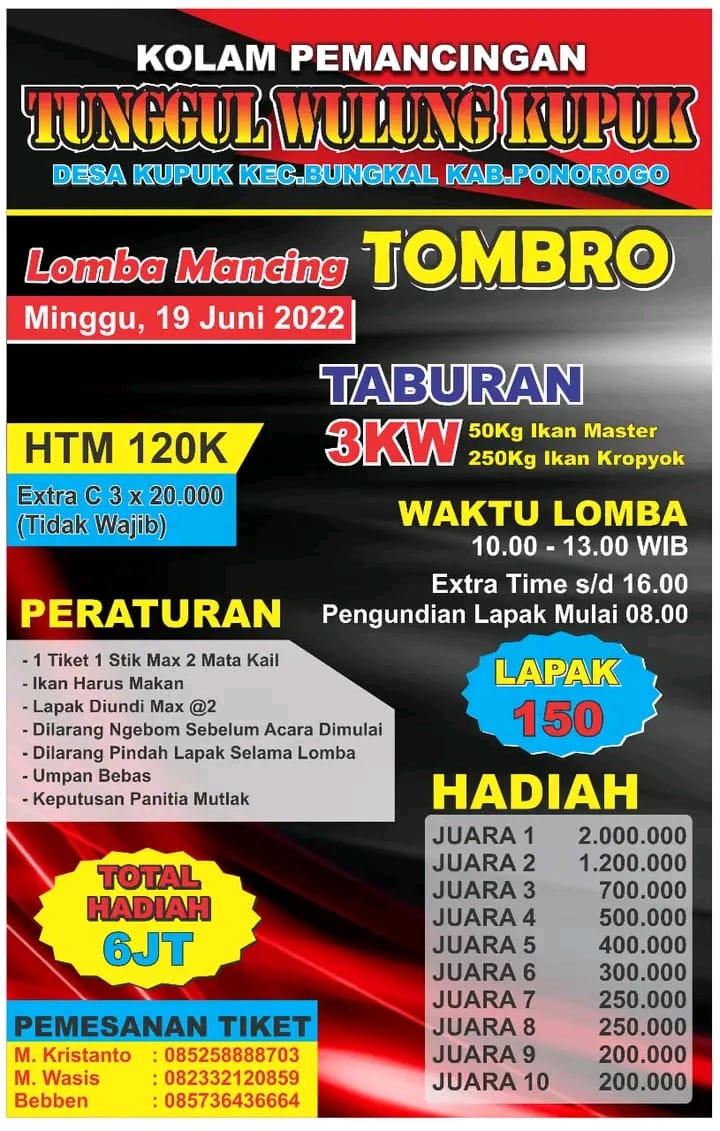 KOLAM PEMANCINGAN
TUNGGUL WULUNG KUPUK
DESA KUPUK KEC.BUNGKAL KAB.PONOROGO
Lomba Mancing TOMBRO
Minggu, 19 Juni 2022
TABURAN
3KW
50Kg Ikan Master
250Kg Ikan Kropyok
HTM 120K
Extra C 3 x 20.000
(Tidak Wajib)
WAKTU LOMBA
10.00 - 13.00 WIB
Extra Time s/d 16.00
Pengundian Lapak Mulai 08.00
PERATURAN
- 1 Tiket 1 Stik Max 2 Mata Kail
- Ikan Harus Makan
- Lapak Diundi Max @2
- Dilarang Ngebom Sebelum Acara Dimulai
- Dilarang Pindah Lapak Selama Lomba
- Umpan Bebas
- Keputusan Panitia Mutlak
LAPAK
150
HADIAH
JUARA 1 2.000.000
JUARA 2 1.200.000
JUARA 3 700.000
JUARA 4 500.000
JUARA 5 400.000
JUARA 6 300.000
JUARA 7 250.000
JUARA 8 250.000
JUARA 9 200.000
JUARA 10 200.000
TOTAL
HADIAH
6JT
PEMESANAN TIKET
M. Kristanto : 085258888703
M. Wasis : 082332120859
Bebben : 085736436664